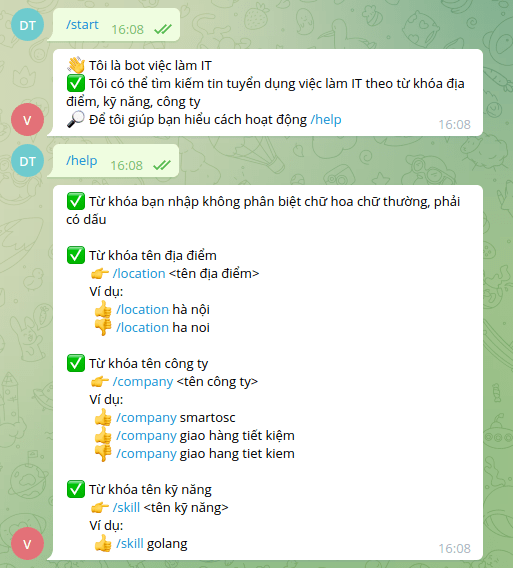 DT
/start 16:08
👋 Tôi là bot việc làm IT
✅ Tôi có thể tìm kiếm tin tuyển dụng việc làm IT theo từ khóa địa
điểm, kỹ năng, công ty
🔎 Để tôi giúp bạn hiểu cách hoạt động /help
V
16:08
DT
/help 16:08
✅ Từ khóa bạn nhập không phân biệt chữ hoa chữ thường, phải
có dấu
✅ Từ khóa tên địa điểm
👉 /location <tên địa điểm>
Ví dụ:
👍 /location hà nội
👎 /location ha noi
✅ Từ khóa tên công ty
👉 /company <tên công ty>
Ví dụ:
👍 /company smartosc
👍 /company giao hàng tiết kiệm
👎 /company giao hang tiet kiem
✅ Từ khóa tên kỹ năng
👉 /skill <tên kỹ năng>
Ví dụ:
👍 /skill golang
V
16:08